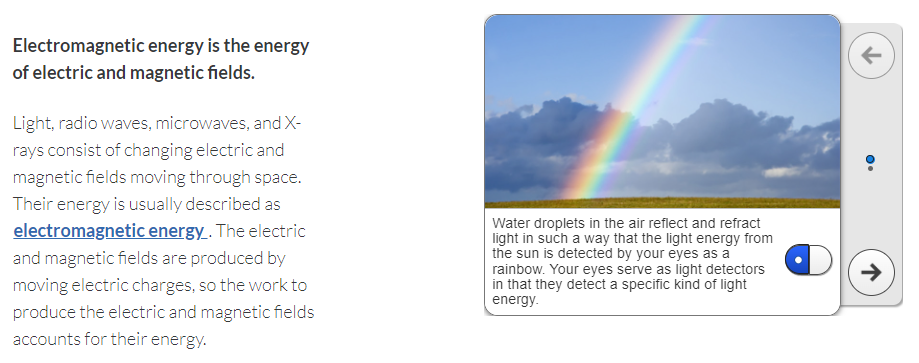 Electromagnetic energy is the energy
of electric and magnetic fields.
Light, radio waves, microwaves, and X-
rays consist of changing electric and
magnetic fields moving through space.
Their energy is usually described as
electromagnetic energy . The electric
and magnetic fields are produced by
moving electric charges, so the work to
produce the electric and magnetic fields
accounts for their energy.
Water droplets in the air reflect and refract
light in such a way that the light energy from
the sun is detected by your eyes as a
rainbow. Your eyes serve as light detectors
in that they detect a specific kind of light
energy.